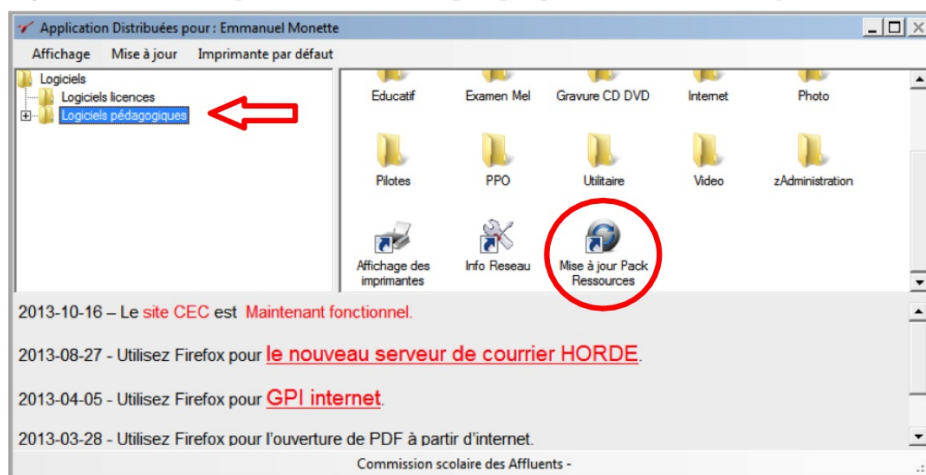 Application Distribuées pour : Emmanuel Monette
Affichage Mise à jour Imprimante par défaut
Logiciels
Logiciels licences
Logiciels pédagogiques
Educatif Examen Mel Gravure CD DVD Internet Photo
Pilotes PPO Utilitaire Video zAdministration
Affichage des imprimantes Info Reseau Mise à jour Pack Ressources
2013-10-16 – Le site CEC est Maintenant fonctionnel.
2013-08-27 - Utilisez Firefox pour le nouveau serveur de courrier HORDE.
2013-04-05 - Utilisez Firefox pour GPI internet.
2013-03-28 - Utilisez Firefox pour l'ouverture de PDF à partir d'internet.
Commission scolaire des Affluents -